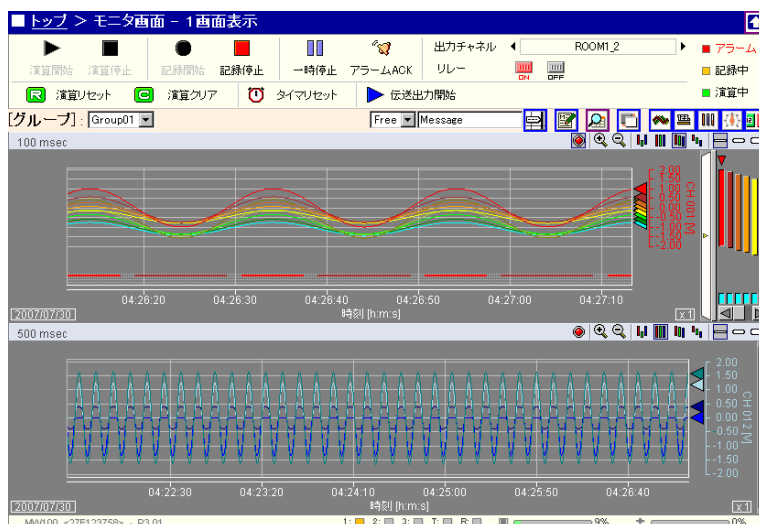 ■ トップ > モニタ画面 - 1画面表示
演算開始 演算停止 記録開始 記録停止 一時停止 アラームACK 出力チャネル ROOM1_2 アラーム
リレー ON OFF 記録中
R 演算リセット C 演算クリア タイマリセット 伝送出力開始 演算中
[グループ]: Group01 Free Message
100 msec
2.00
1.50
1.00
0.50
0.00
-0.50
-1.00
-1.50
-2.00
CH 001 [V]
04:26:20 04:26:30 04:26:40 04:26:50 04:27:00 04:27:10
2007/07/30 時刻 [h:m:s] x 1
500 msec
2.00
1.50
1.00
0.50
0.00
-0.50
-1.00
-1.50
-2.00
CH 012 [V]
04:22:30 04:23:20 04:24:10 04:25:00 04:25:50 04:26:40
2007/07/30 時刻 [h:m:s] x 1
MW100 <27F123758> - R3.01 1: 2: 3: T: R: 9% 0%